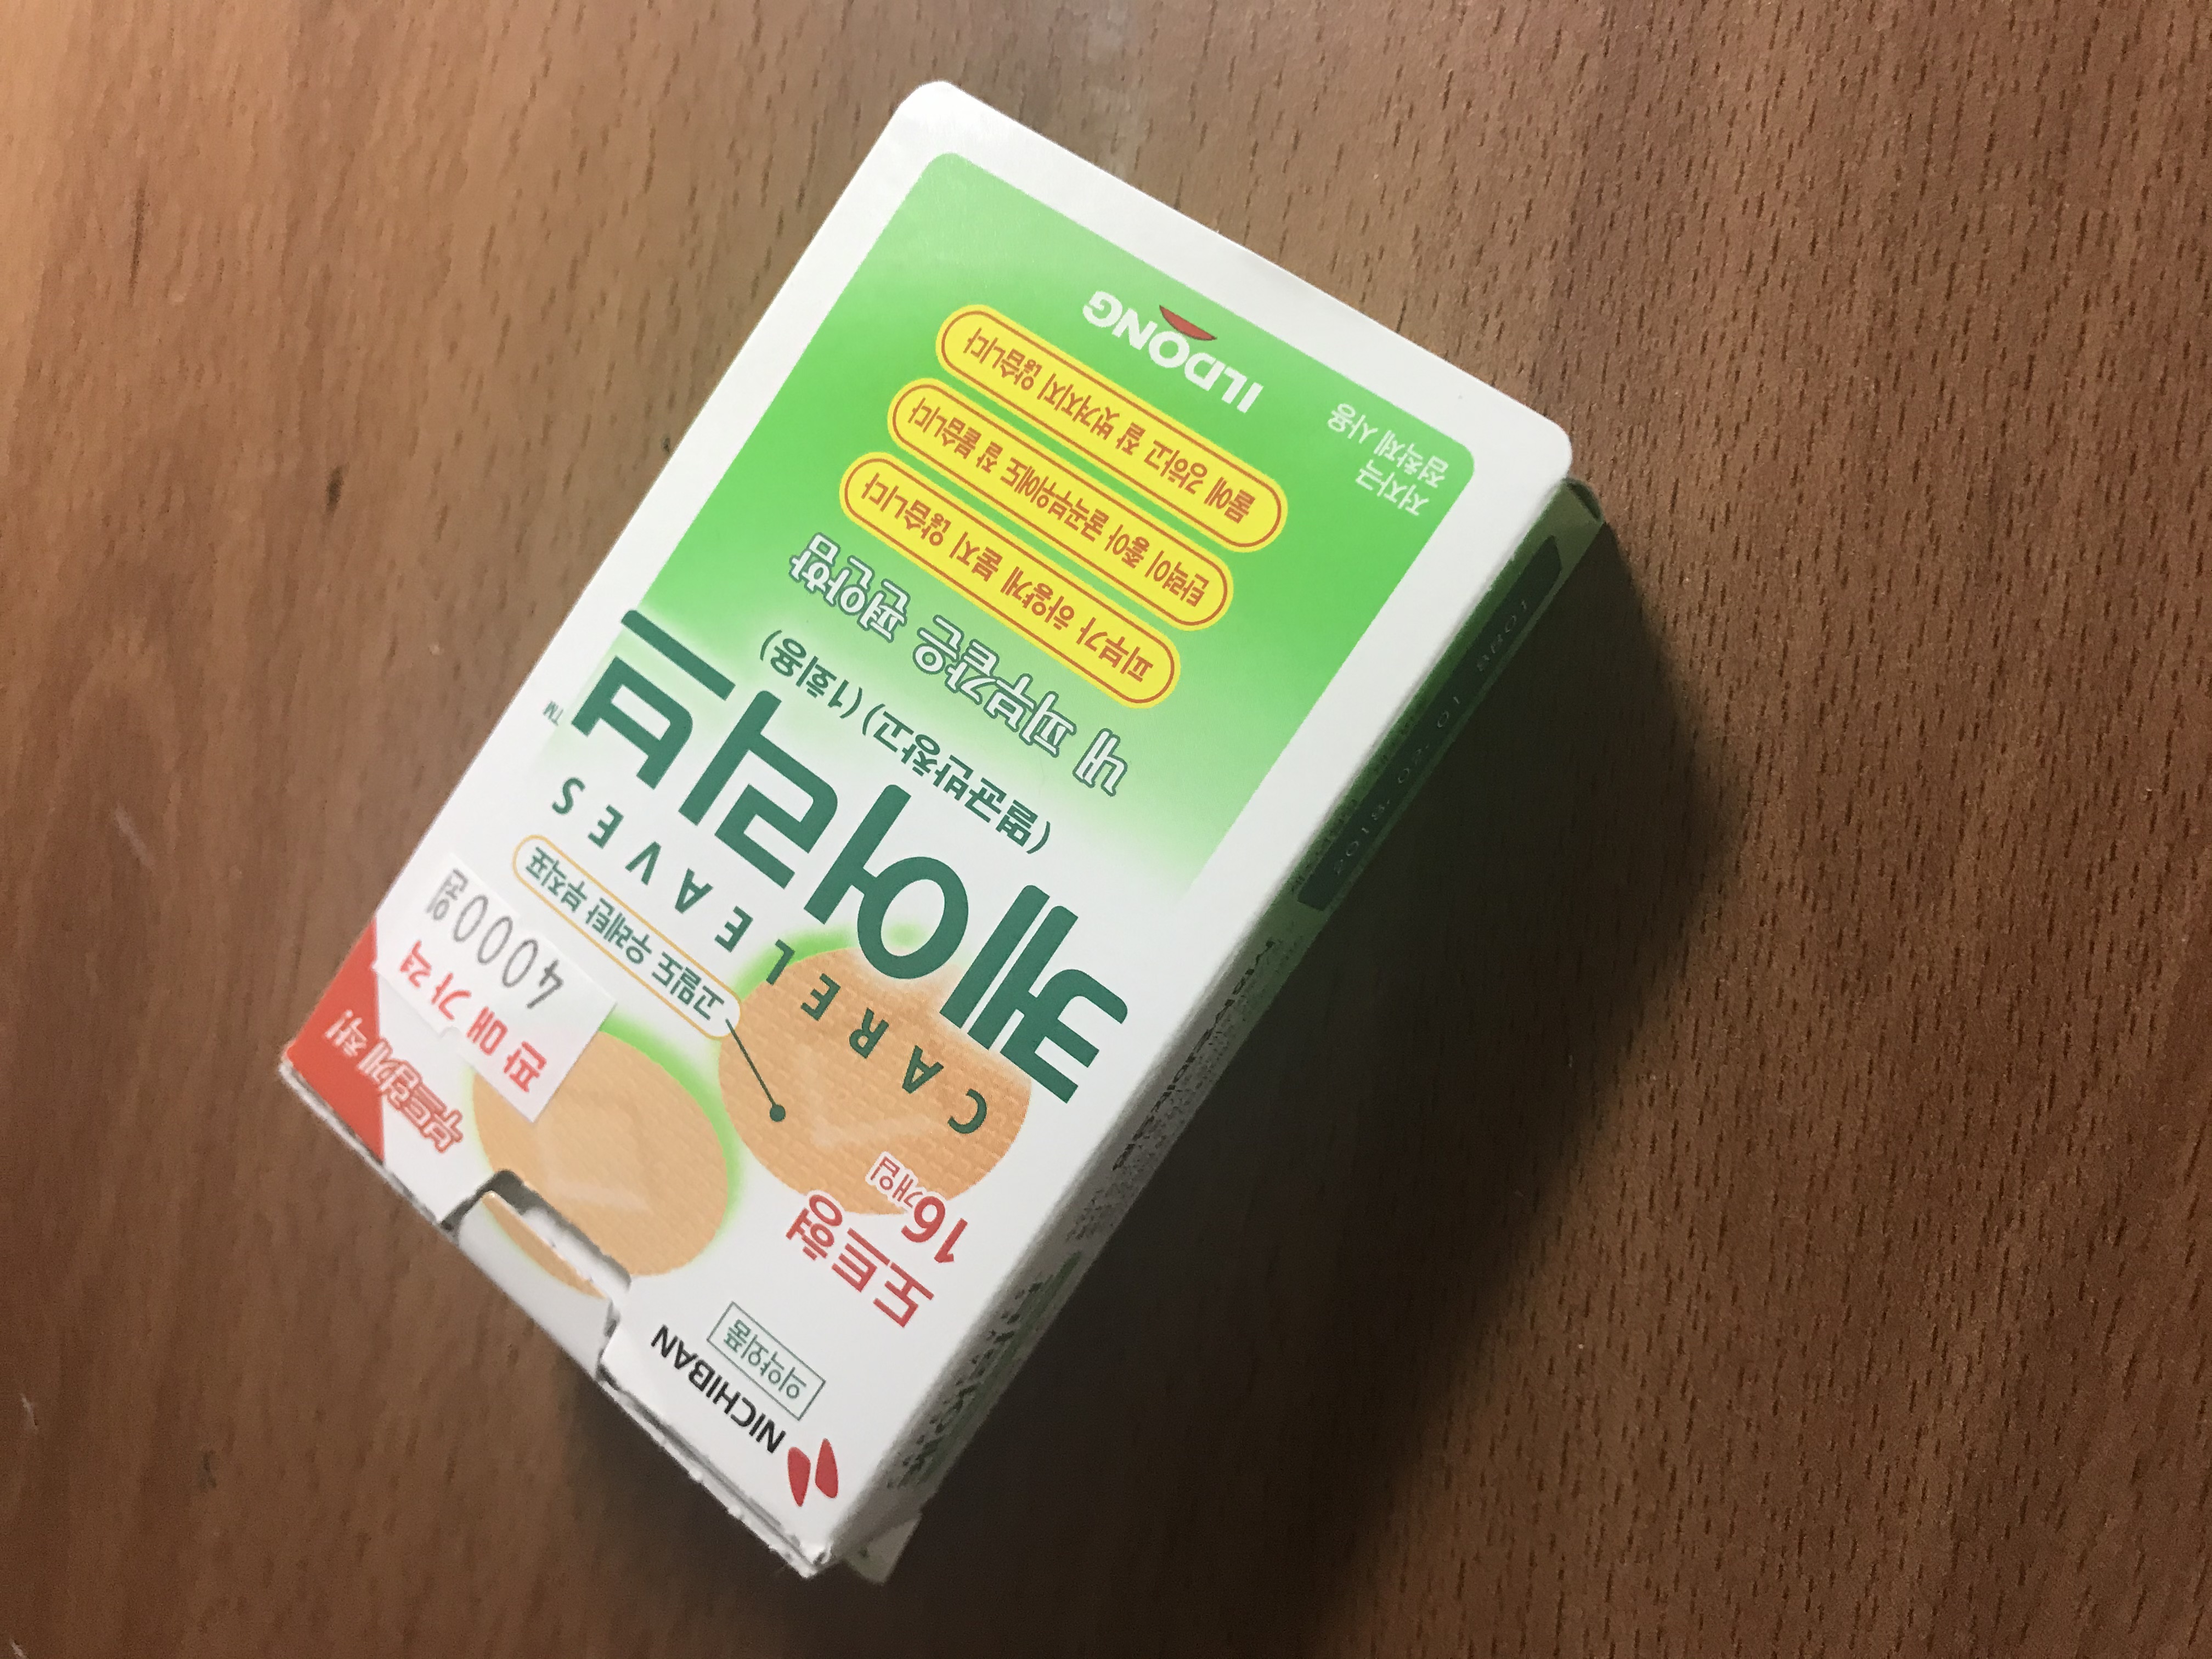 NICHIBAN
의약외품
부드럽게 착!
판매가격
4000원
도트형
16개입
고밀도 우레탄 부직포
CARELEAVES
케어리브™
(멸균반창고) (1회용)
내 피부같은 편안함
피부가 하얗게 붇지 않습니다
탄력이 좋아 굴곡부위에도 잘 붙습니다
물에 강하고 잘 벗겨지지 않습니다
ILDONG
저자극
접착제 사용